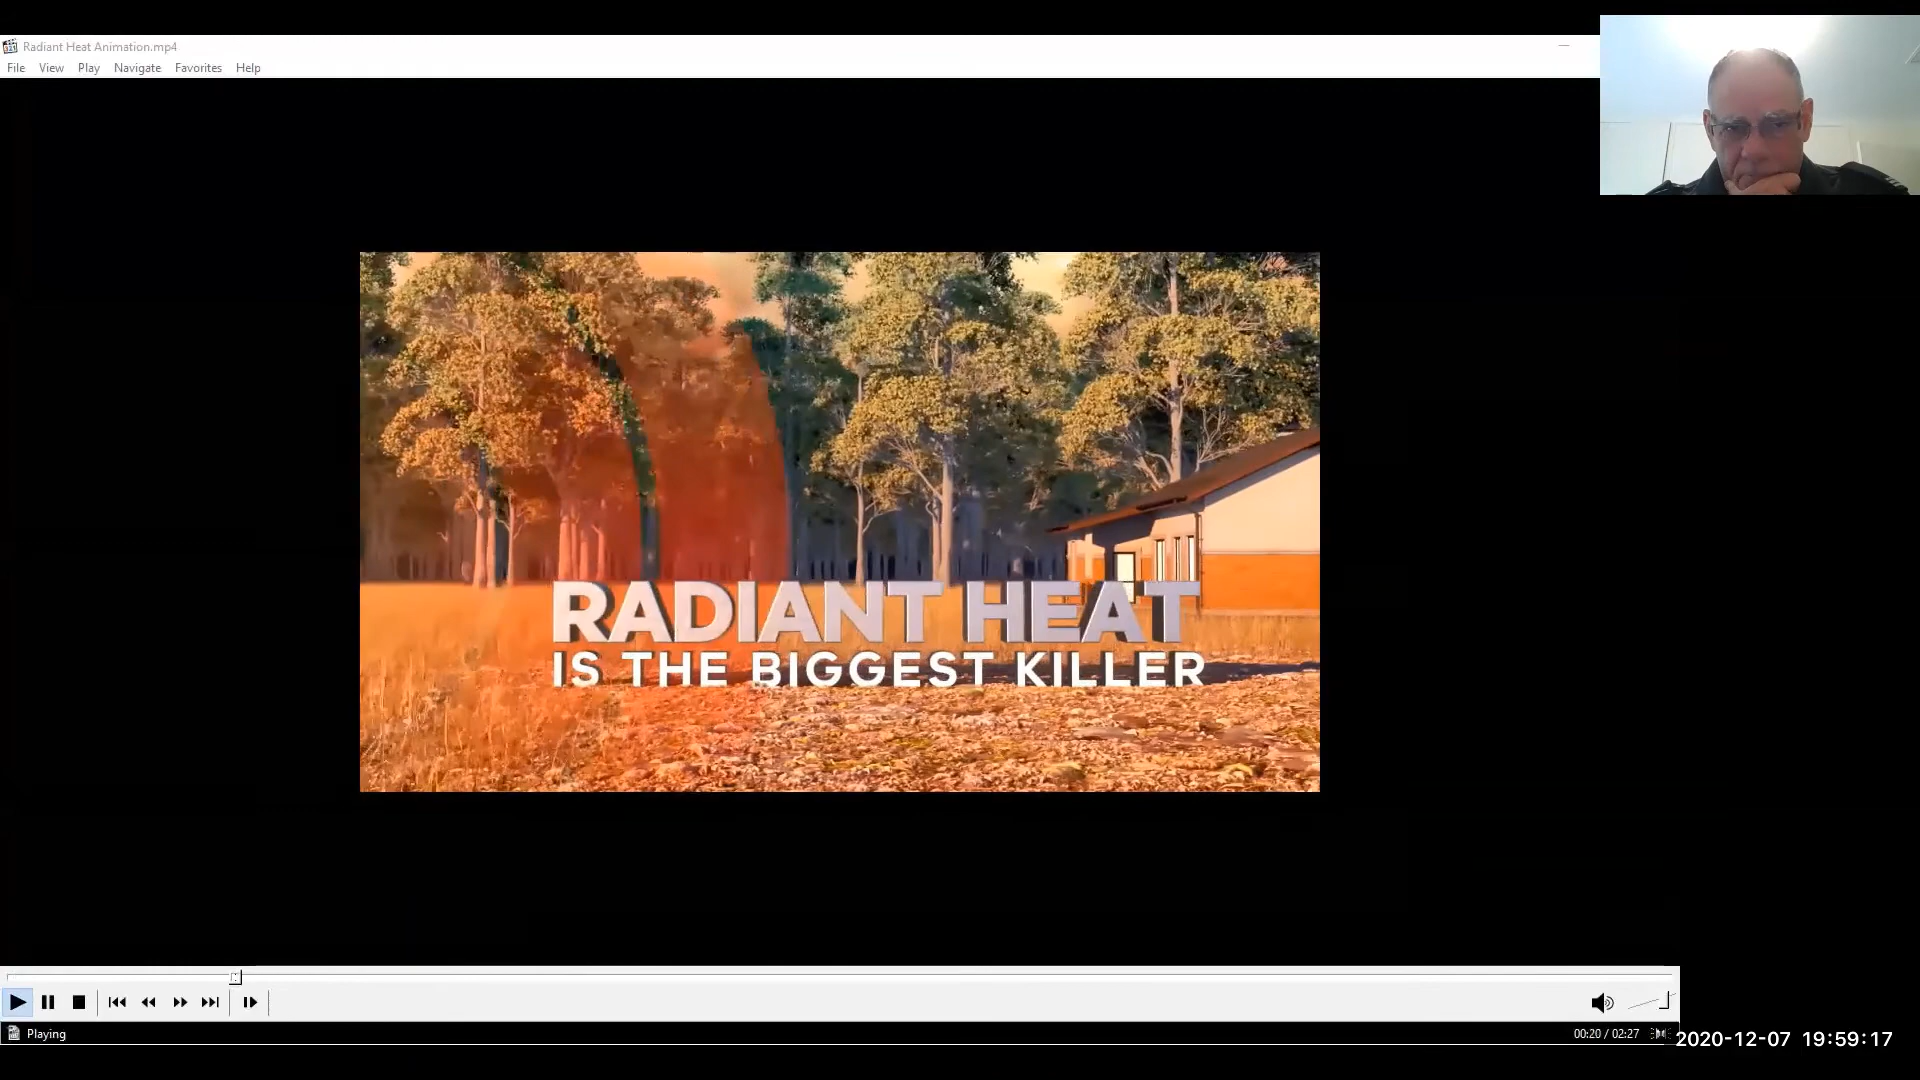 Radiant Heat Animation.mp4
File View Play Navigate Favorites Help
RADIANT HEAT
IS THE BIGGEST KILLER
Playing
00:20 / 02:27
2020-12-07 19:59:17